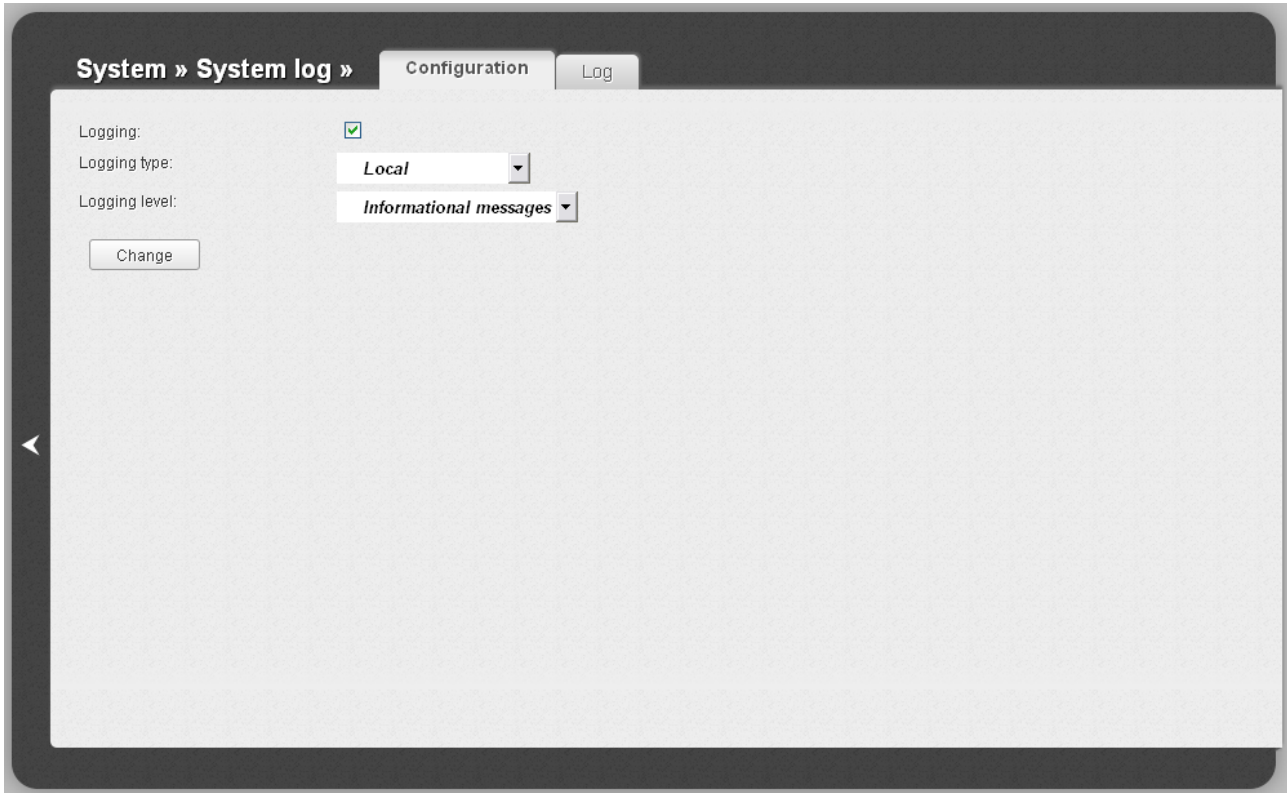 System » System log » Configuration Log
Logging:
Logging type: Local
Logging level: Informational messages
Change